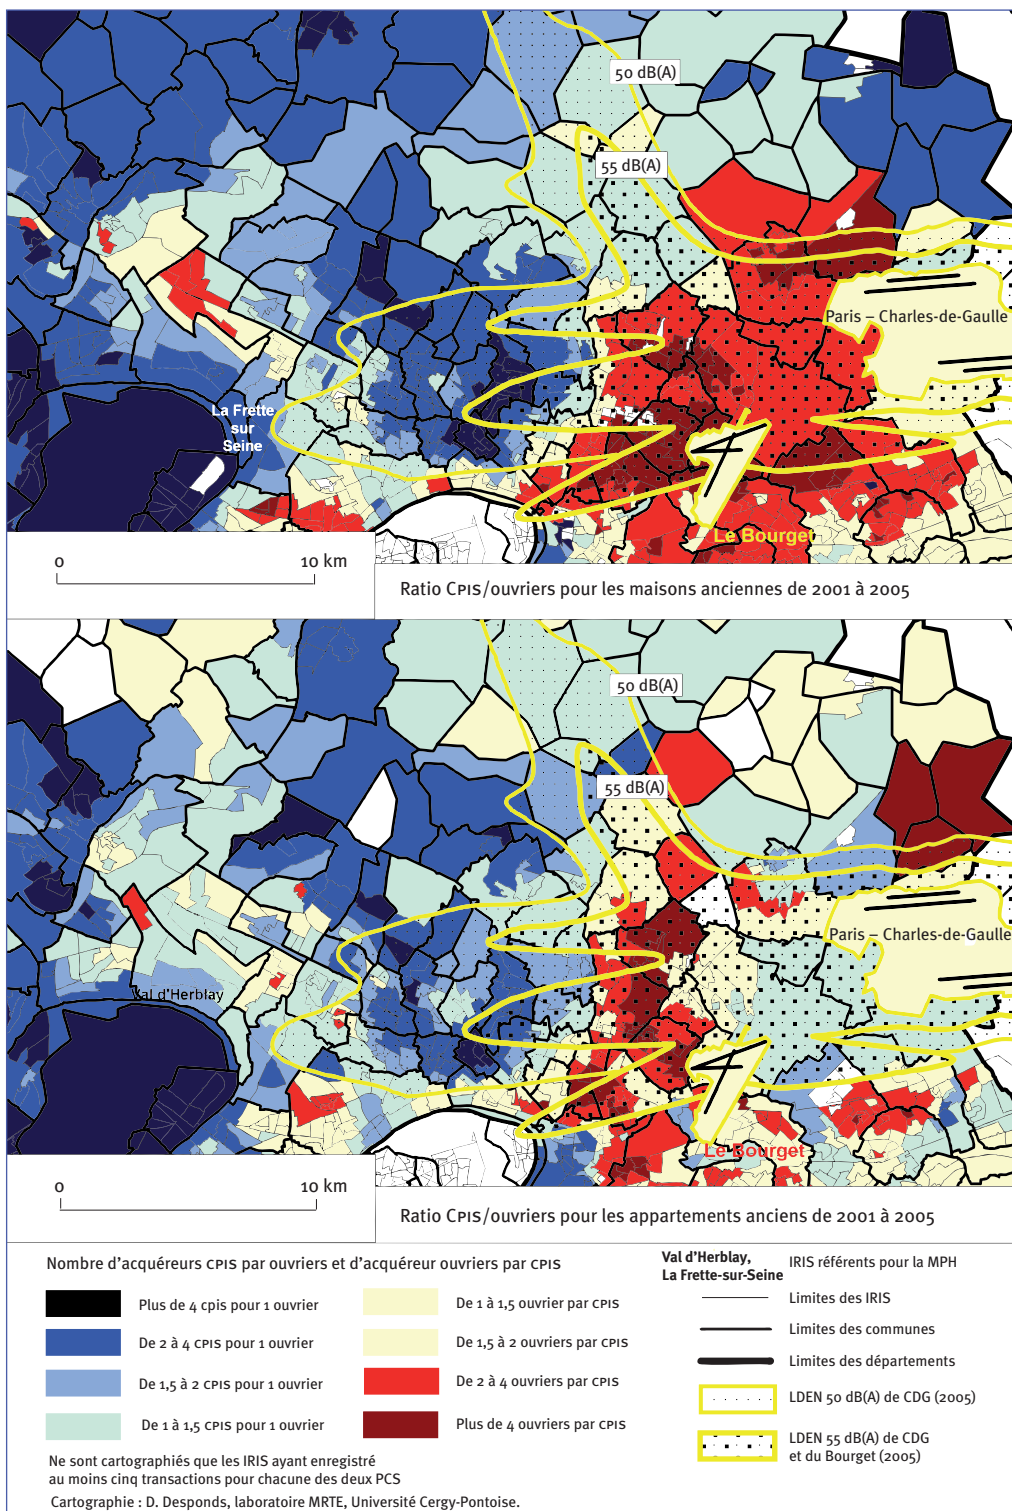 50 dB(A)
55 dB(A)
Paris – Charles-de-Gaulle
La Frette
sur
Seine
Le Bourget
0 10 km
Ratio CPIS/ouvriers pour les maisons anciennes de 2001 à 2005
50 dB(A)
55 dB(A)
Paris – Charles-de-Gaulle
Val d'Herblay
Le Bourget
0 10 km
Ratio CPIS/ouvriers pour les appartements anciens de 2001 à 2005
Nombre d'acquéreurs CPIS par ouvriers et d'acquéreur ouvriers par CPIS
Plus de 4 cpis pour 1 ouvrier
De 2 à 4 CPIS pour 1 ouvrier
De 1,5 à 2 CPIS pour 1 ouvrier
De 1 à 1,5 CPIS pour 1 ouvrier
De 1 à 1,5 ouvrier par CPIS
De 1,5 à 2 ouvriers par CPIS
De 2 à 4 ouvriers par CPIS
Plus de 4 ouvriers par CPIS
Ne sont cartographiés que les IRIS ayant enregistré
au moins cinq transactions pour chacune des deux PCS
Cartographie : D. Desponds, laboratoire MRTE, Université Cergy-Pontoise.
Val d'Herblay,
La Frette-sur-Seine IRIS référents pour la MPH
Limites des IRIS
Limites des communes
Limites des départements
LDEN 50 dB(A) de CDG (2005)
LDEN 55 dB(A) de CDG
et du Bourget (2005)